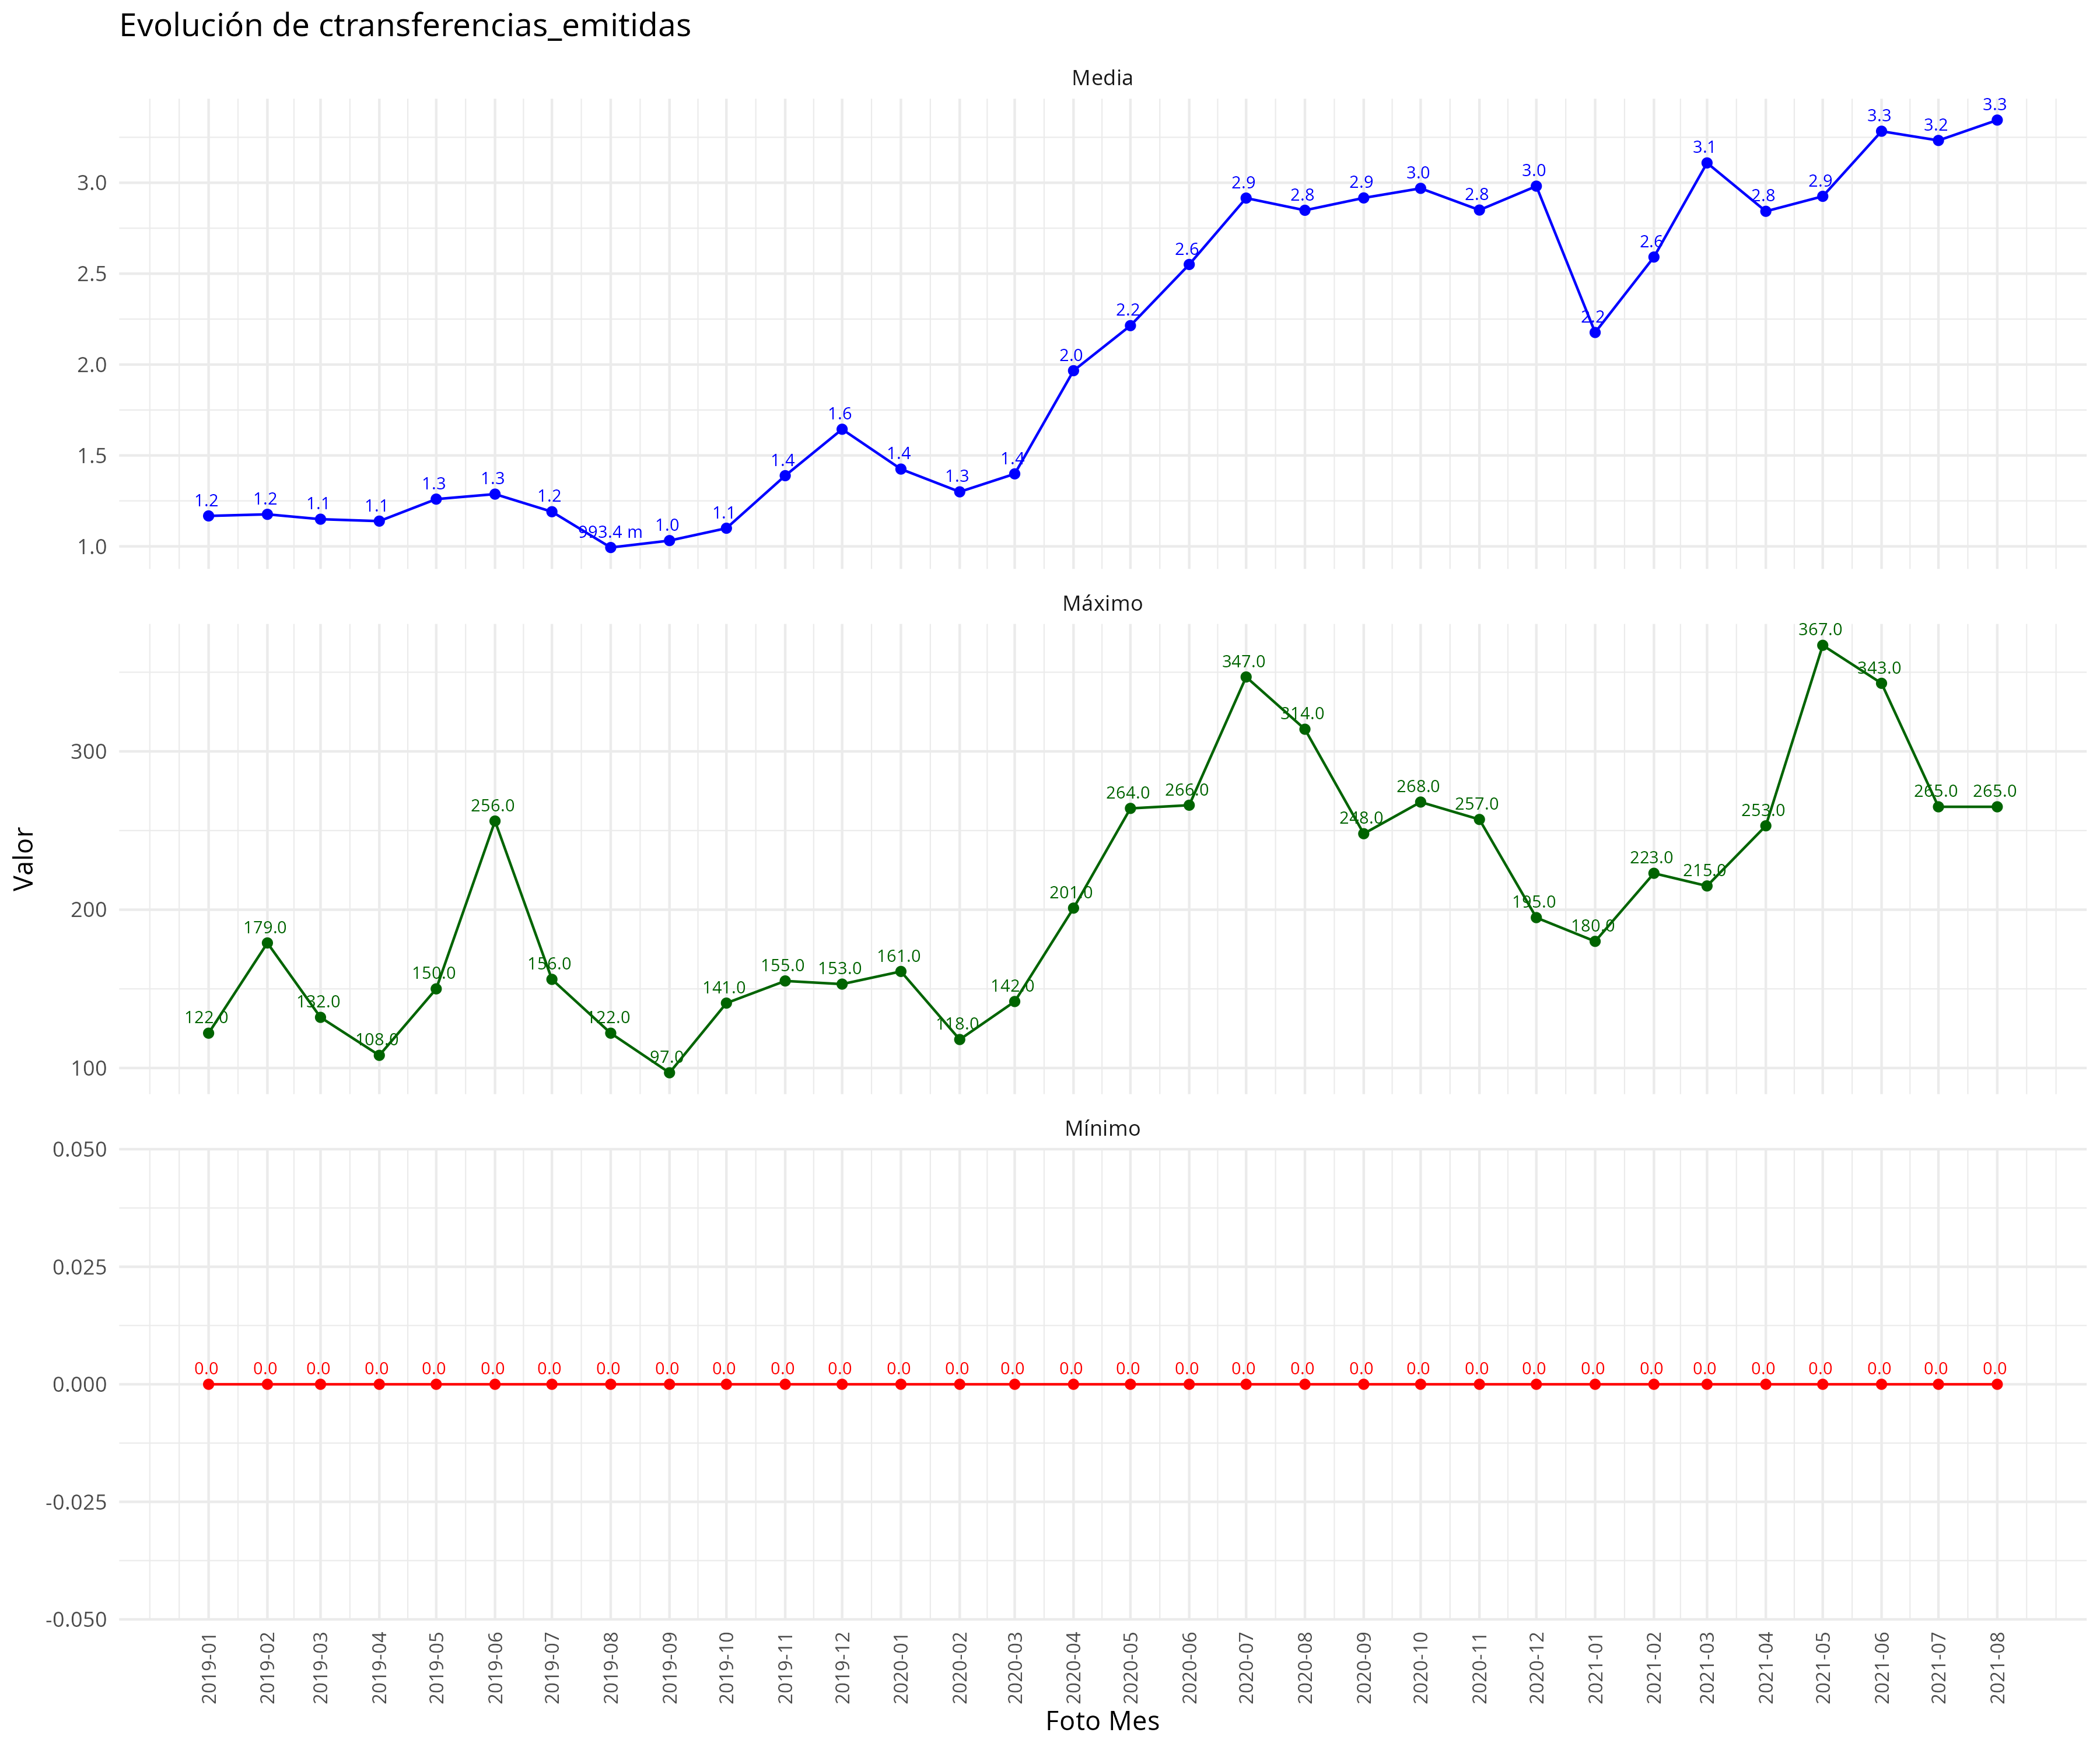 Evolución de ctransferencias_emitidas
Media
3.0
2.5
2.0
1.5
1.0
1.2 1.2 1.1 1.1 1.3 1.3 1.2 993.4 m 1.0 1.1 1.4 1.6 1.4 1.3 1.4 2.0 2.2 2.6 2.9 2.8 2.9 3.0 2.8 3.0 2.2 2.6 3.1 2.8 2.9 3.3 3.2 3.3
Máximo
300
200
100
122.0 179.0 132.0 108.0 150.0 256.0 156.0 122.0 97.0 141.0 155.0 153.0 161.0 118.0 142.0 201.0 264.0 266.0 347.0 314.0 248.0 268.0 257.0 195.0 180.0 223.0 215.0 253.0 367.0 343.0 265.0 265.0
Valor
Mínimo
0.050
0.025
0.000
-0.025
-0.050
0.0 0.0 0.0 0.0 0.0 0.0 0.0 0.0 0.0 0.0 0.0 0.0 0.0 0.0 0.0 0.0 0.0 0.0 0.0 0.0 0.0 0.0 0.0 0.0 0.0 0.0 0.0 0.0 0.0 0.0 0.0 0.0
2019-01 2019-02 2019-03 2019-04 2019-05 2019-06 2019-07 2019-08 2019-09 2019-10 2019-11 2019-12 2020-01 2020-02 2020-03 2020-04 2020-05 2020-06 2020-07 2020-08 2020-09 2020-10 2020-11 2020-12 2021-01 2021-02 2021-03 2021-04 2021-05 2021-06 2021-07 2021-08
Foto Mes